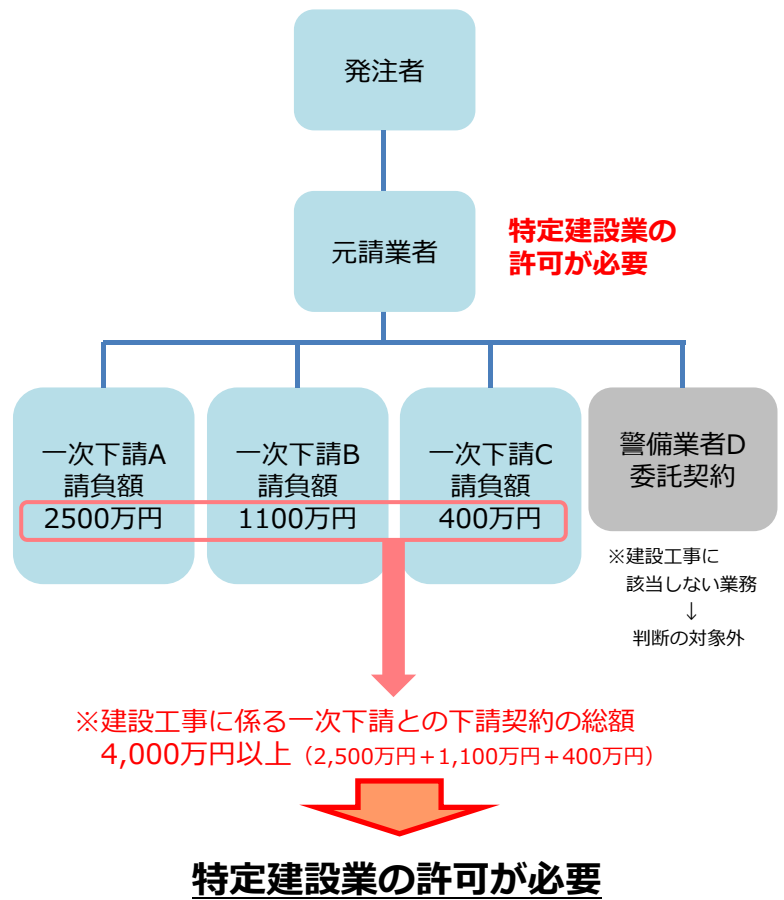 発注者
元請業者
特定建設業の
許可が必要
一次下請A
請負額
2500万円
一次下請B
請負額
1100万円
一次下請C
請負額
400万円
警備業者D
委託契約
※建設工事に
該当しない業務
↓
判断の対象外
※建設工事に係る一次下請との下請契約の総額
4,000万円以上（2,500万円＋1,100万円＋400万円）
特定建設業の許可が必要